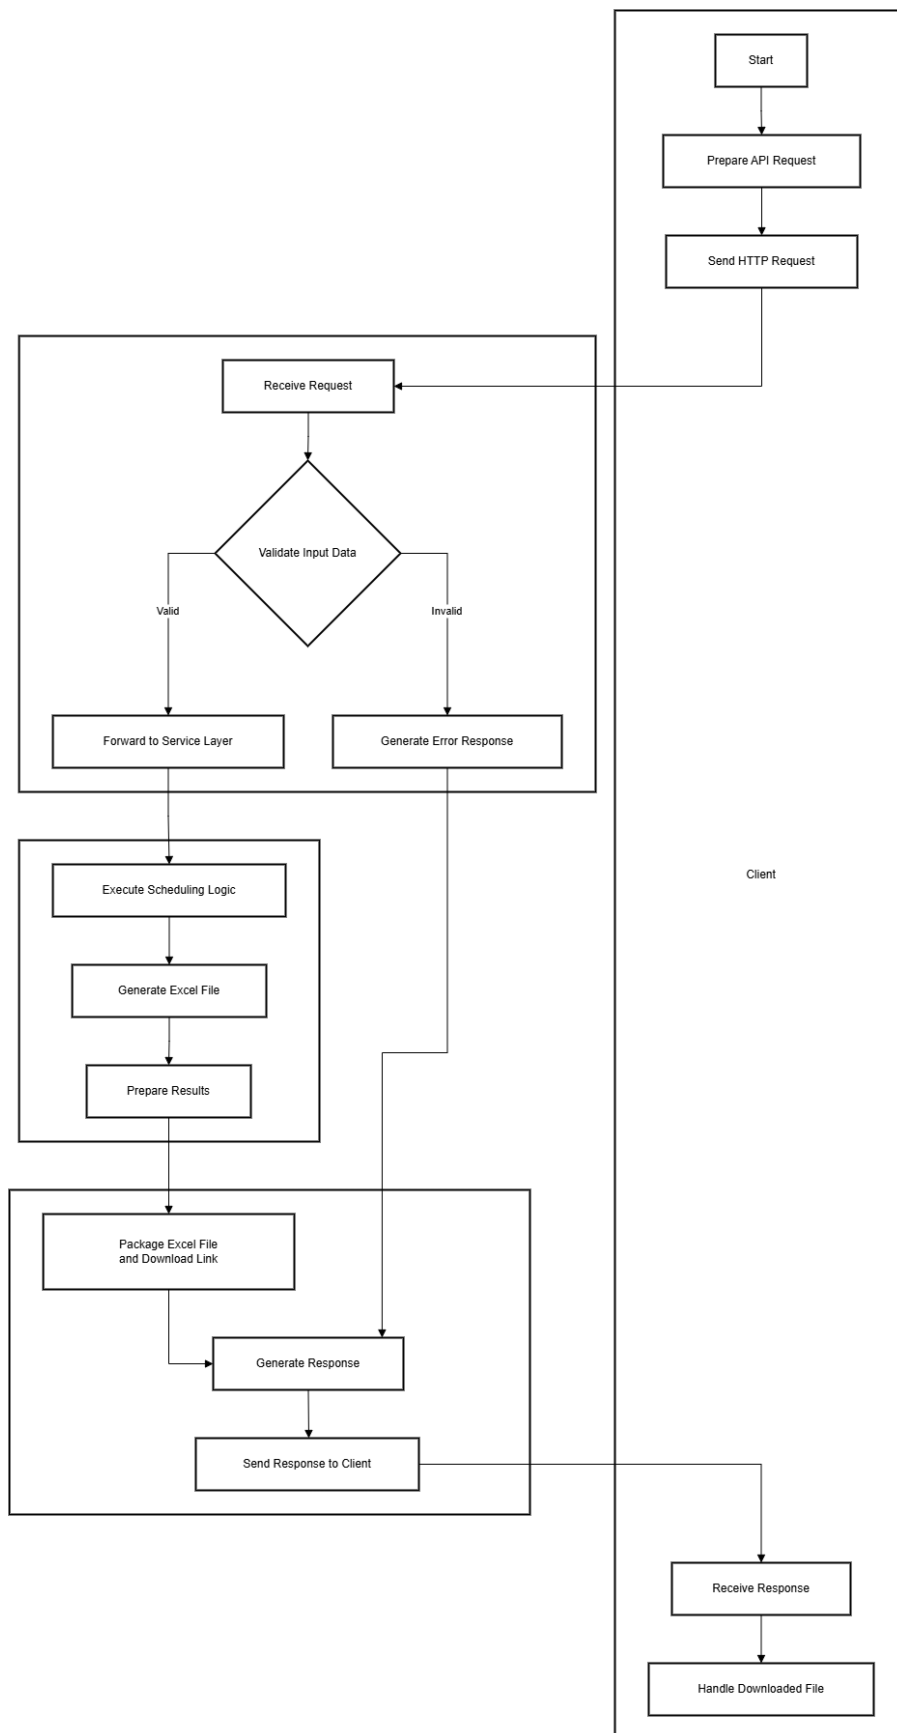 Start
Prepare API Request
Send HTTP Request
Receive Request
Validate Input Data
Valid
Invalid
Forward to Service Layer
Generate Error Response
Client
Execute Scheduling Logic
Generate Excel File
Prepare Results
Package Excel File
and Download Link
Generate Response
Send Response to Client
Receive Response
Handle Downloaded File